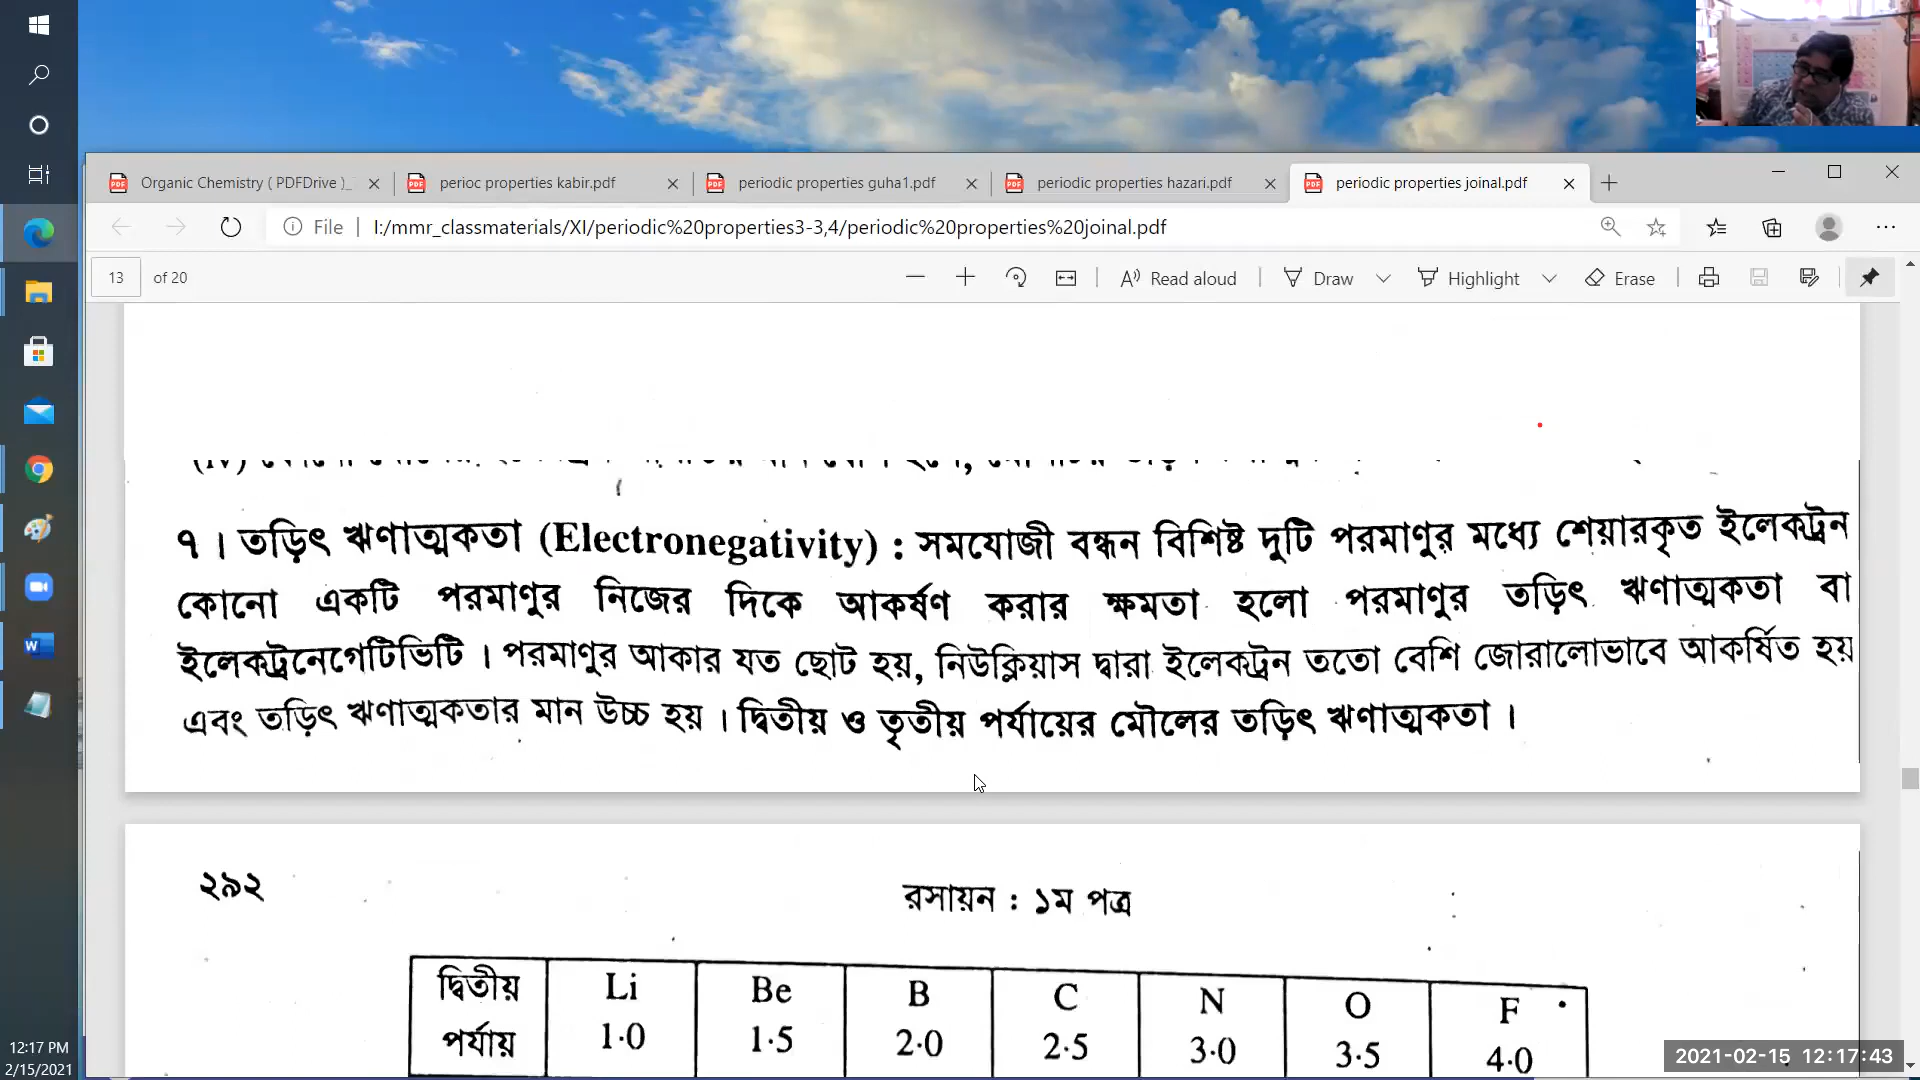 Organic Chemistry ( PDFDrive )_
perioc properties kabir.pdf
periodic properties guha1.pdf
periodic properties hazari.pdf
periodic properties joinal.pdf
File
I:/mmr_classmaterials/XI/periodic%20properties3-3,4/periodic%20properties%20joinal.pdf
13 of 20
Read aloud
Draw
Highlight
Erase
৭। তড়িৎ ঋণাত্মকতা (Electronegativity) : সমযোজী বন্ধন বিশিষ্ট দুটি পরমাণুর মধ্যে শেয়ারকৃত ইলেকট্রন
কোনো একটি পরমাণুর নিজের দিকে আকর্ষণ করার ক্ষমতা হলো পরমাণুর তড়িৎ ঋণাত্মকতা বা
ইলেকট্রনেগেটিভিটি। পরমাণুর আকার যত ছোট হয়, নিউক্লিয়াস দ্বারা ইলেকট্রন ততো বেশি জোরালোভাবে আকর্ষিত হয়
এবং তড়িৎ ঋণাত্মকতার মান উচ্চ হয়। দ্বিতীয় ও তৃতীয় পর্যায়ের মৌলের তড়িৎ ঋণাত্মকতা।
২৯২
রসায়ন : ১ম পত্র
দ্বিতীয় Li Be B C N O F
পর্যায় 1·0 1·5 2·0 2·5 3·0 3·5 4·0
12:17 PM
2/15/2021
2021-02-15 12:17:43